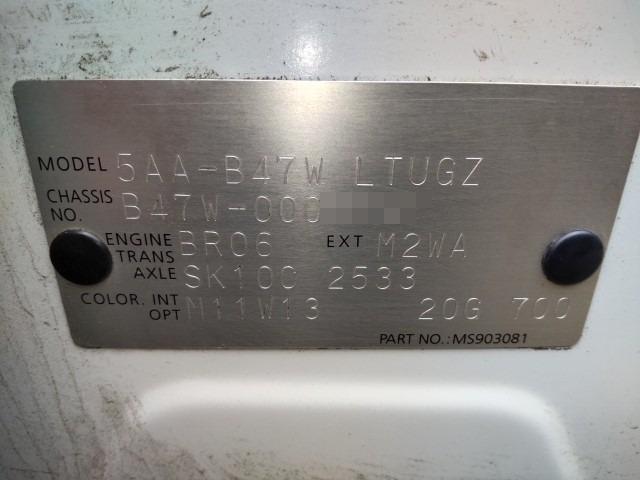 MODEL 5AA-B47W LTUGZ
CHASSIS NO. B47W-000
ENGINE BR06 EXT M2WA
TRANS AXLE SK10C 2533
COLOR. INT OPT M11W13 20G 700
PART NO.:MS903081